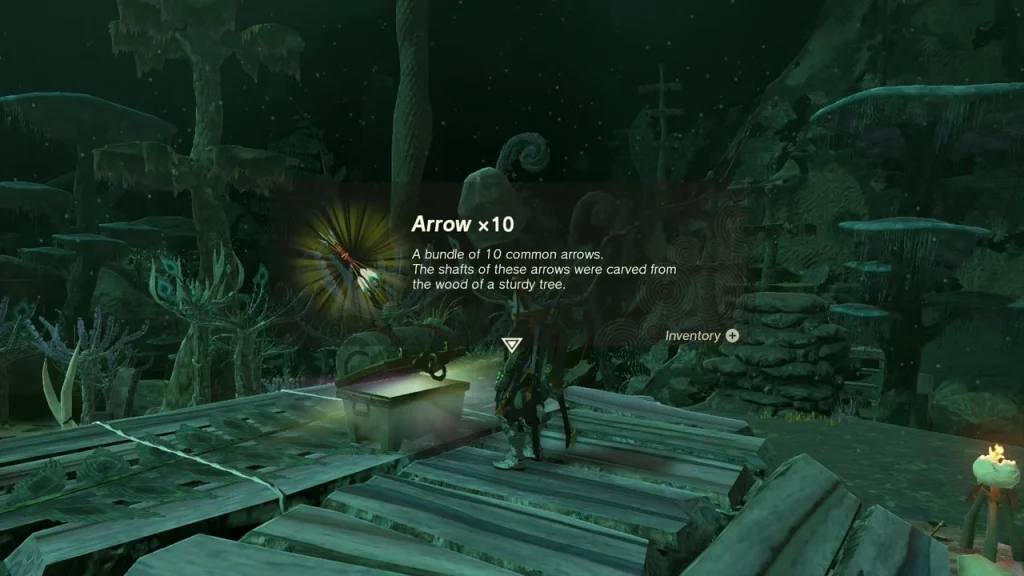 Arrow ×10
A bundle of 10 common arrows.
The shafts of these arrows were carved from
the wood of a sturdy tree.
Inventory +